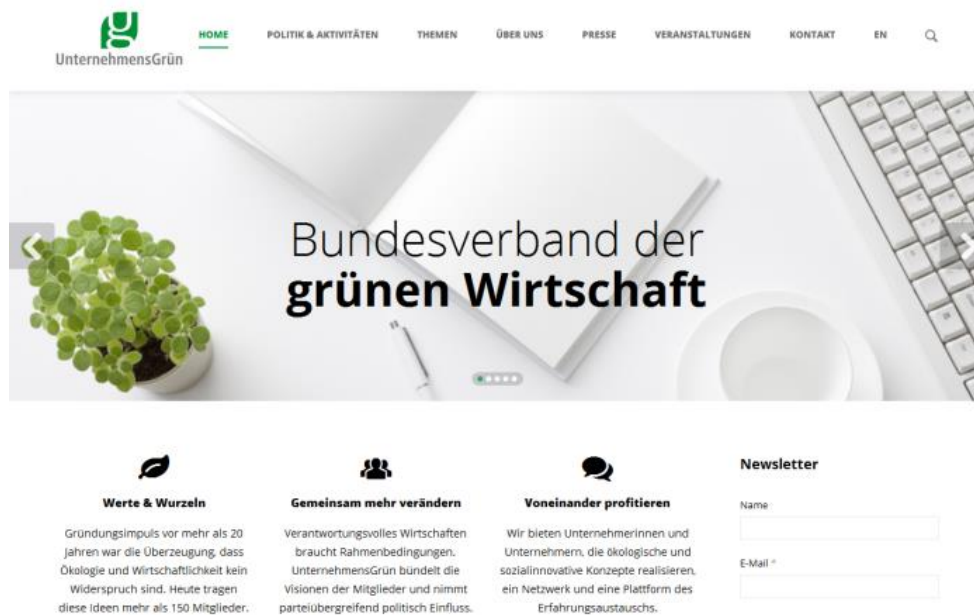 UnternehmensGrün
HOME
POLITIK & AKTIVITÄTEN
THEMEN
ÜBER UNS
PRESSE
VERANSTALTUNGEN
KONTAKT
EN
Bundesverband der
grünen Wirtschaft
Werte & Wurzeln
Gründungsimpuls vor mehr als 20
Jahren war die Überzeugung, dass
Ökologie und Wirtschaftlichkeit kein
Widerspruch sind. Heute tragen
diese Ideen mehr als 150 Mitglieder.
Gemeinsam mehr verändern
Verantwortungsvolles Wirtschaften
braucht Rahmenbedingungen.
UnternehmensGrün bündelt die
Visionen der Mitglieder und nimmt
parteiübergreifend politisch Einfluss.
Voneinander profitieren
Wir bieten Unternehmerinnen und
Unternehmern, die ökologische und
sozialinnovative Konzepte realisieren,
ein Netzwerk und eine Plattform des
Erfahrungsaustauschs.
Newsletter
Name
E-Mail *